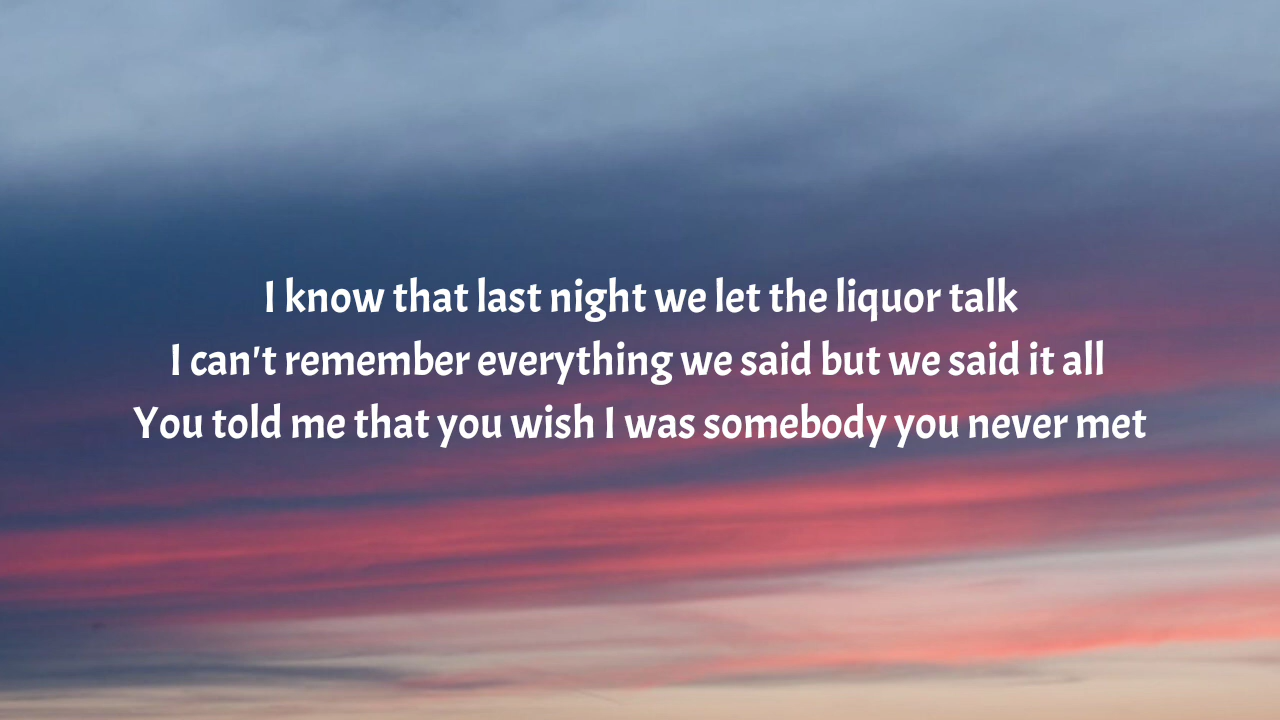 I know that last night we let the liquor talk
I can't remember everything we said but we said it all
You told me that you wish I was somebody you never met